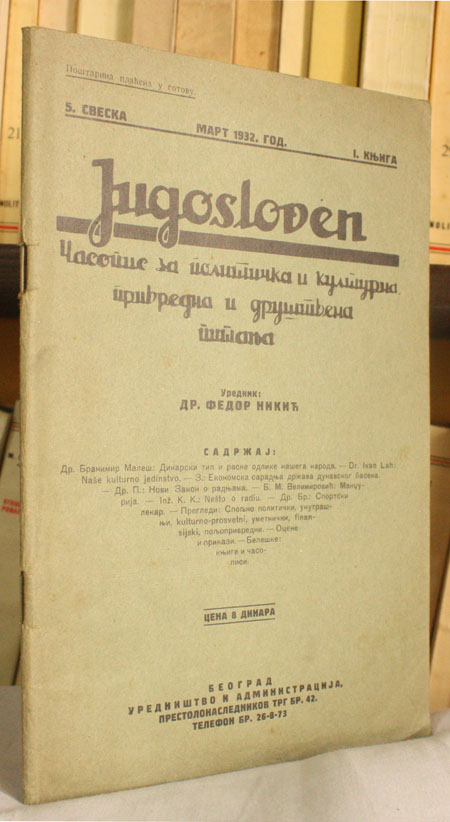 Поштарина плаћена у готову.
5. СВЕСКА МАРТ 1932. ГОД. I. КЊИГА
Jugosloven
Часопис за политичка и културна,
привредна и друштвена
питања
Уредник:
ДР. ФЕДОР НИКИЋ
САДРЖАЈ:
Др. Бранимир Малеш: Динарски тип и расне одлике нашега народа. — Dr. Ivan Lah:
Naše kulturno jedinstvo. — З.: Економска сарадња држава дунавског басена.
— Др. П.: Нови Закон о радњама. — Б. М. Велимировић: Манџу-
рија. — Inž. K. K.: Nešto o radiu. — Др. Бр.: Спортски
лекар. — Прегледи: Спољно политички, унутраш-
њи, kulturno-prosvetni, уметнички, finan-
sijski, пољопривредни. — Оцене
и прикази. — Белешке:
књиге и часо-
писи.
ЦЕНА 8 ДИНАРА
БЕОГРАД
УРЕДНИШТВО И АДМИНИСТРАЦИЈА,
ПРЕСТОЛОНАСЛЕДНИКОВ ТРГ БР. 42.
ТЕЛЕФОН БР. 26-8-73